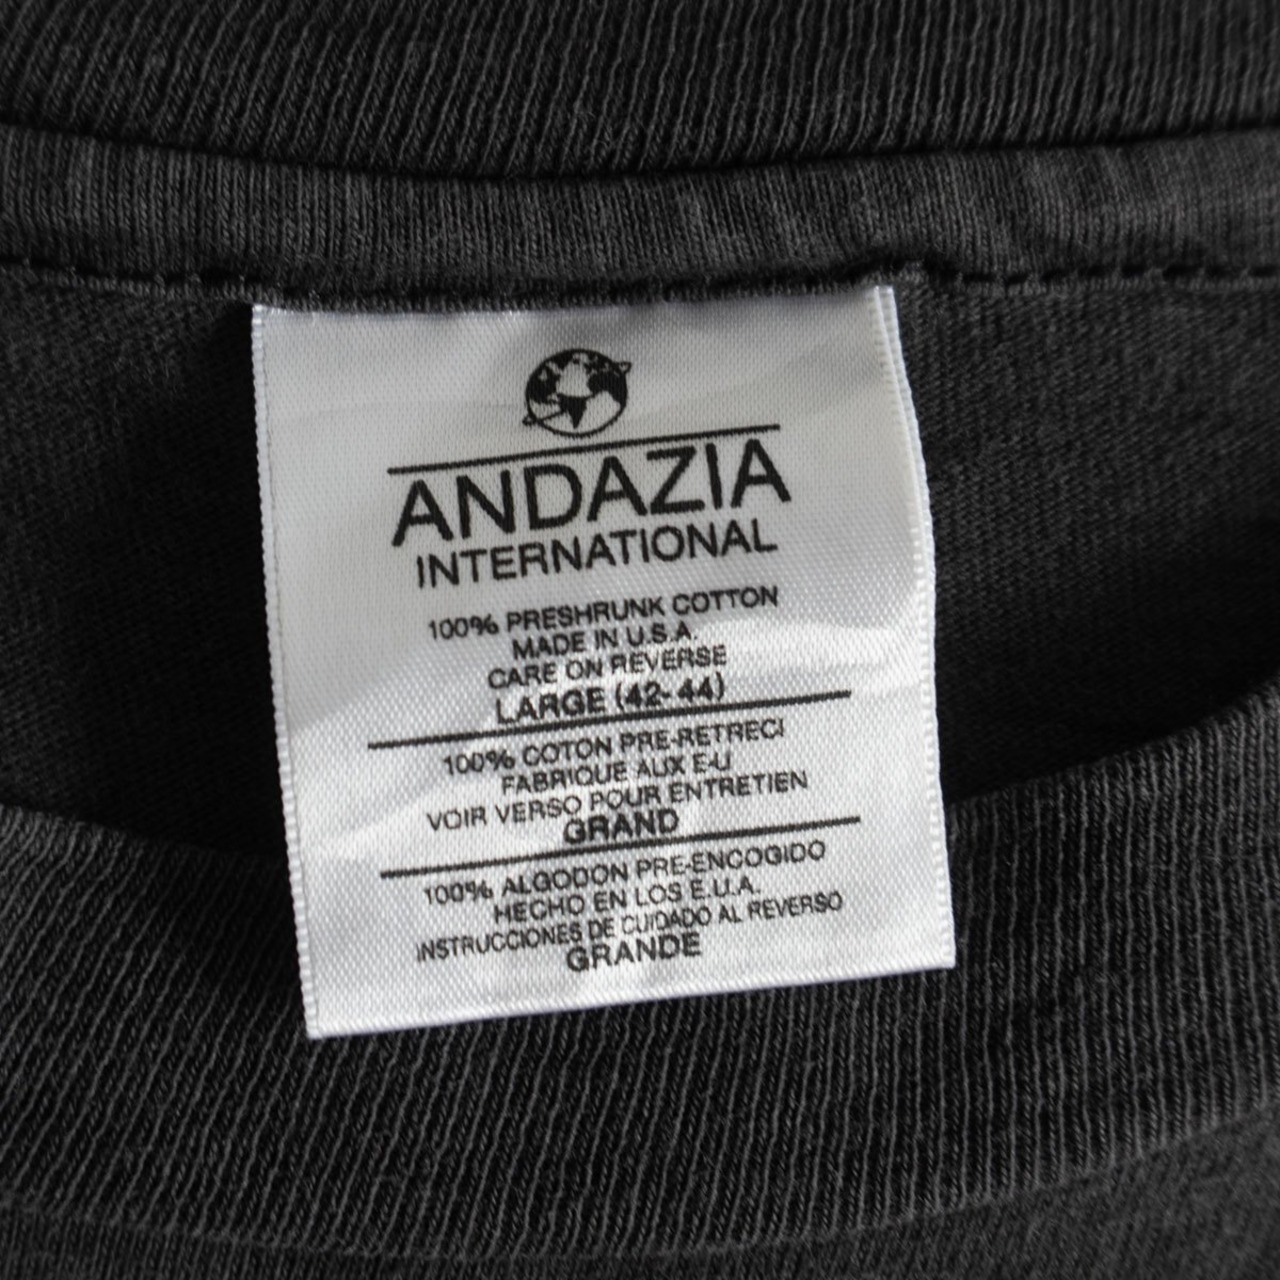 ANDAZIA
INTERNATIONAL
100% PRESHRUNK COTTON
MADE IN U.S.A.
CARE ON REVERSE
LARGE (42-44)
100% COTON PRE-RETRECI
FABRIQUE AUX E-U
VOIR VERSO POUR ENTRETIEN
GRAND
100% ALGODON PRE-ENCOGIDO
HECHO EN LOS E.U.A.
INSTRUCCIONES DE CUIDADO AL REVERSO
GRANDE